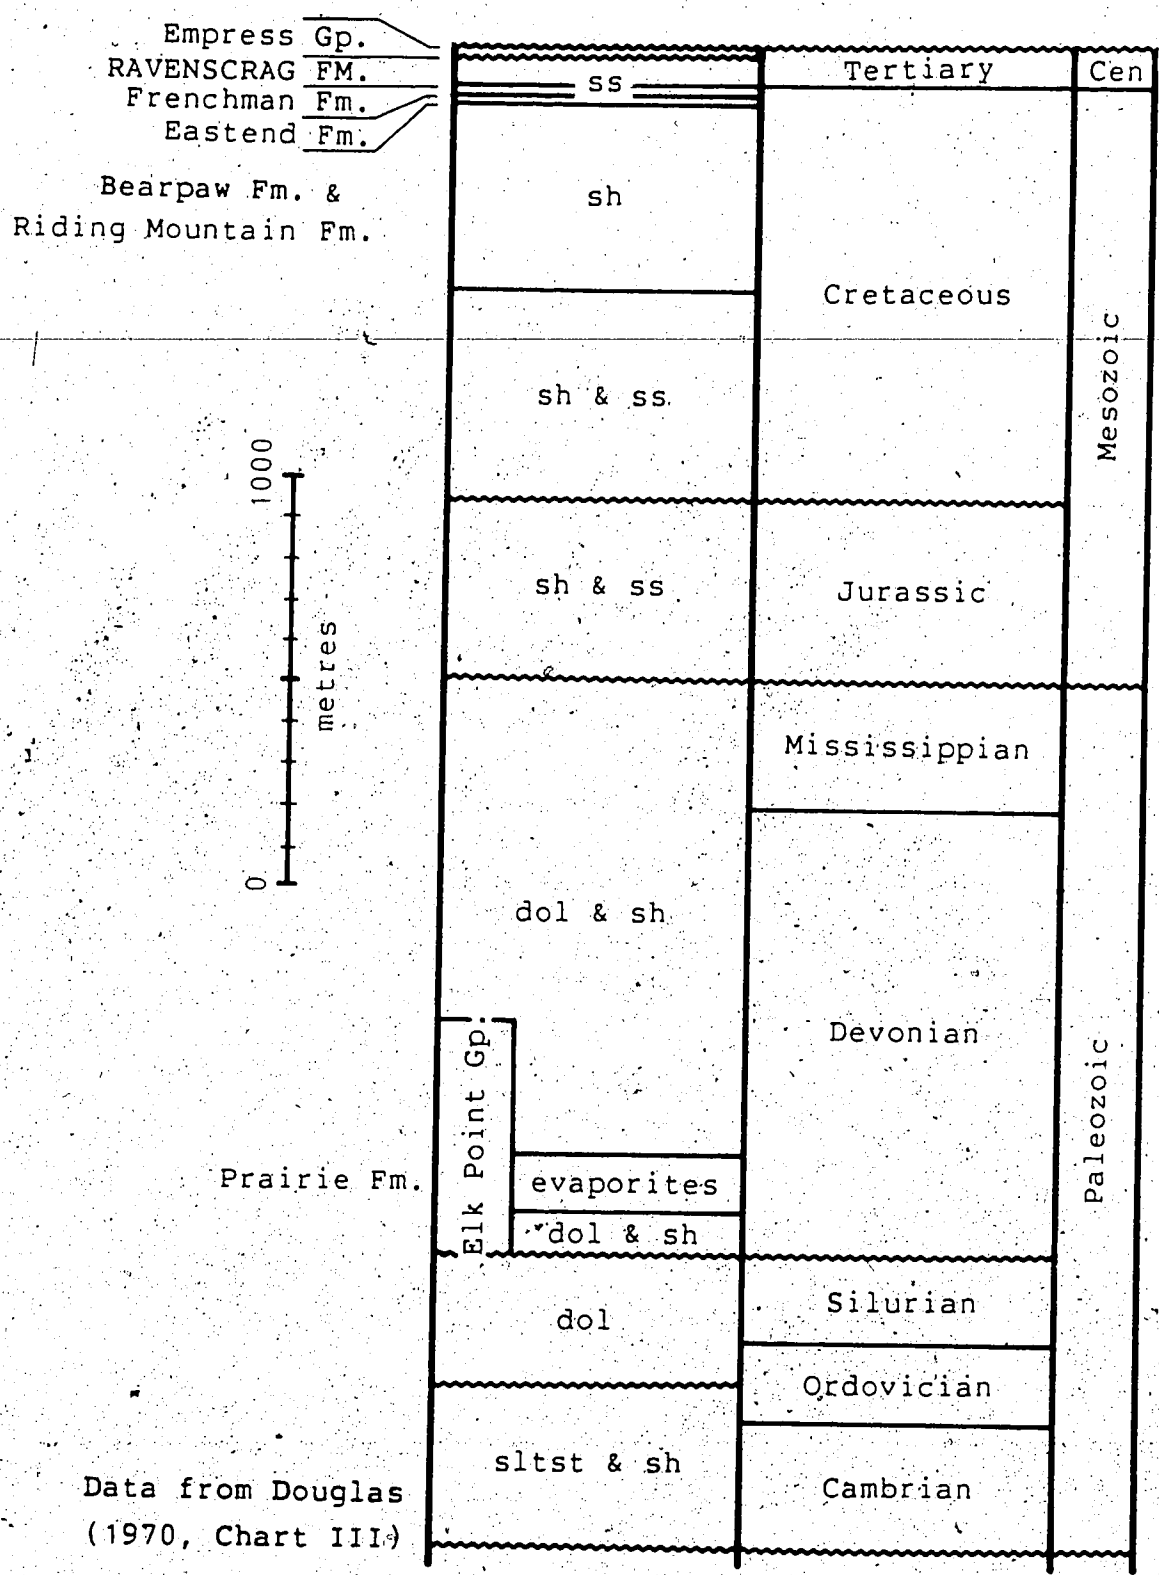 Empress Gp.
RAVENSCRAG FM.
Frenchman Fm.
Eastend Fm.
Bearpaw Fm. &
Riding Mountain Fm.
1000
metres
0
Prairie Fm.
Data from Douglas
(1970, Chart III)
ss
sh
sh & ss
sh & ss
dol & sh
Elk Point Gp.
evaporites
dol & sh
dol
sltst & sh
Tertiary
Cretaceous
Jurassic
Mississippian
Devonian
Silurian
Ordovician
Cambrian
Cen
Mesozoic
Paleozoic